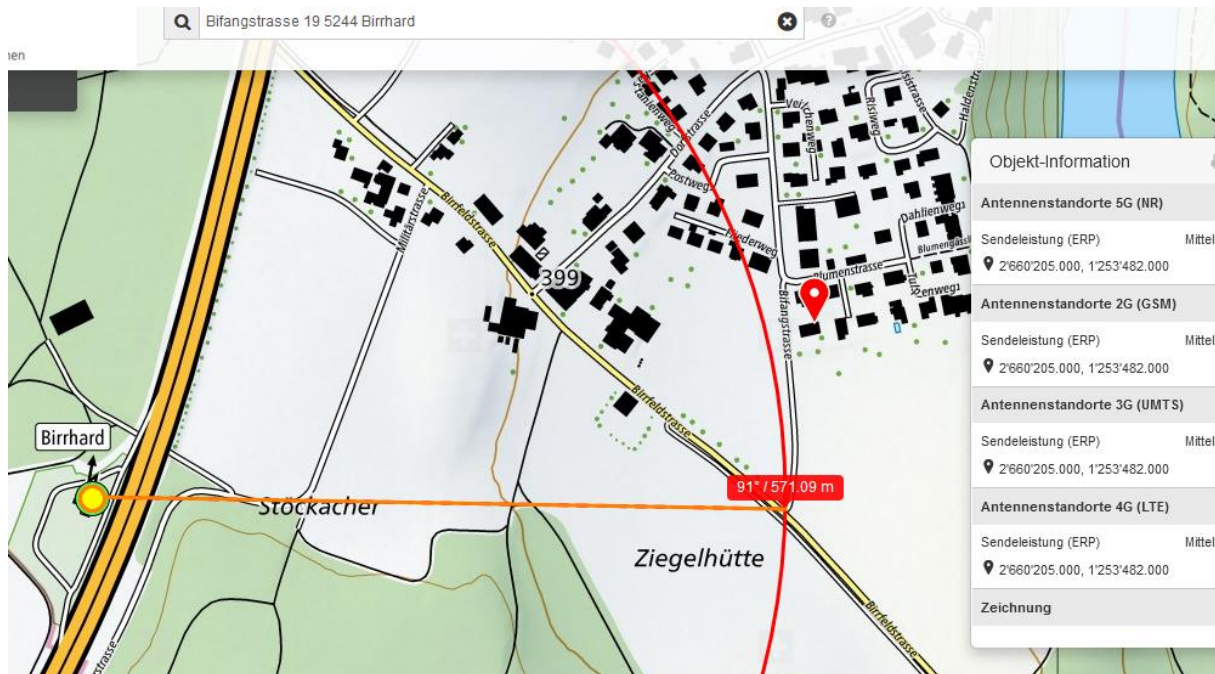 Bifangstrasse 19 5244 Birrhard
Veilchenweg
Risiweg
Haldenstr
Dorfstrasse
Postweg
Militärstrasse
Birrfeldstrasse
Dahlienweg
Fliederweg
Blumengässli
Blumenstrasse
399
Bifangstrasse
Birrfeldstrasse
Birrhard
91° / 571.09 m
Stöckacher
Ziegelhütte
Birrfeldstrasse
Objekt-Information
Antennenstandorte 5G (NR)
Sendeleistung (ERP) Mittel
2'660'205.000, 1'253'482.000
Antennenstandorte 2G (GSM)
Sendeleistung (ERP) Mittel
2'660'205.000, 1'253'482.000
Antennenstandorte 3G (UMTS)
Sendeleistung (ERP) Mittel
2'660'205.000, 1'253'482.000
Antennenstandorte 4G (LTE)
Sendeleistung (ERP) Mittel
2'660'205.000, 1'253'482.000
Zeichnung